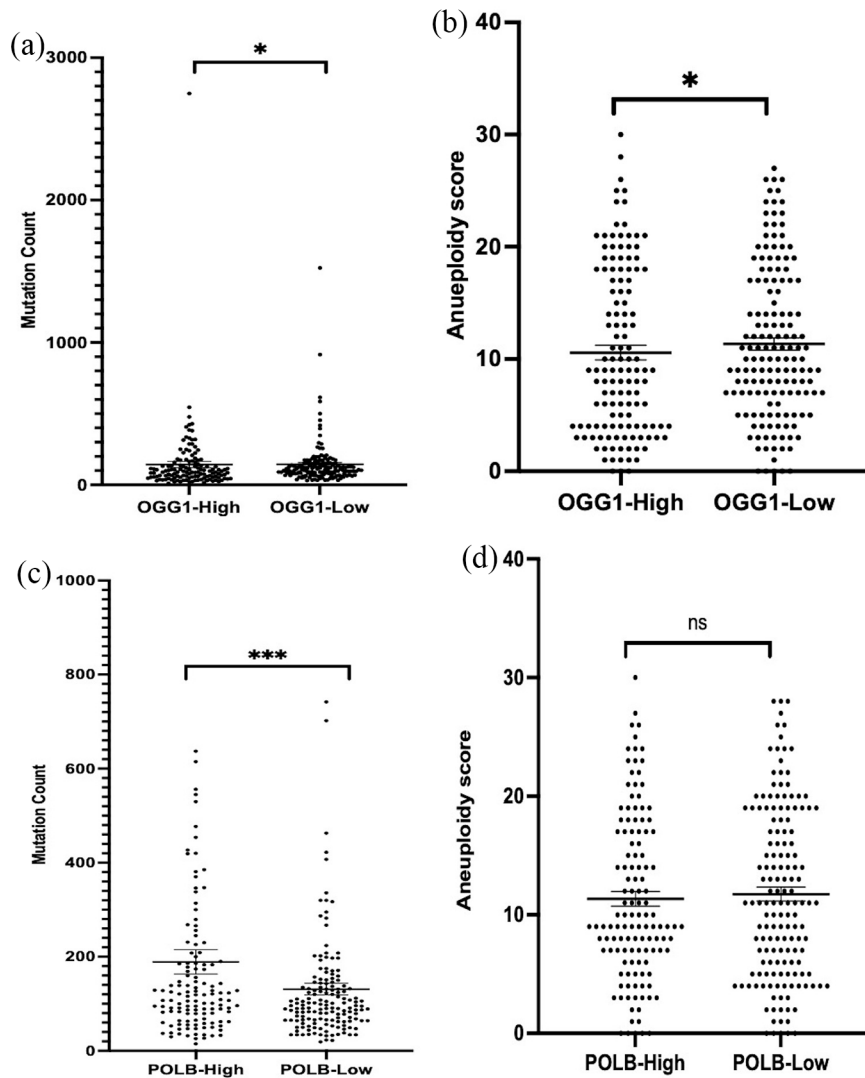 (a)
*
3000
2000
1000
0
Mutation Count
OGG1-High OGG1-Low
(b)
*
40
30
20
10
0
Anueploidy score
OGG1-High OGG1-Low
(c)
***
1000
800
600
400
200
0
Mutation Count
POLB-High POLB-Low
(d)
ns
40
30
20
10
0
Aneuploidy score
POLB-High POLB-Low